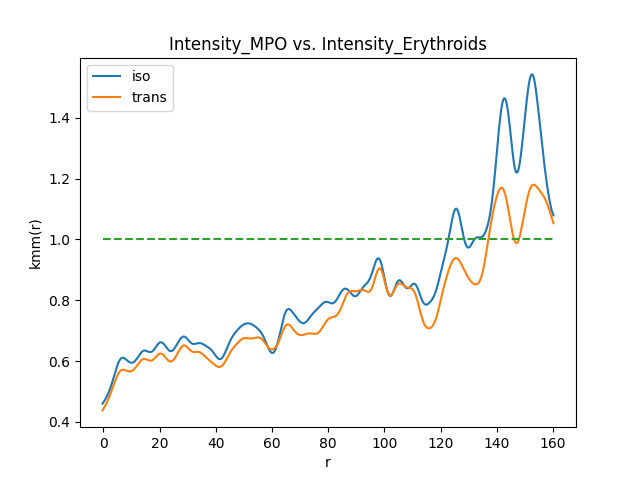 Intensity_MPO vs. Intensity_Erythroids
iso
trans
kmm(r)
1.4
1.2
1.0
0.8
0.6
0.4
0 20 40 60 80 100 120 140 160
r